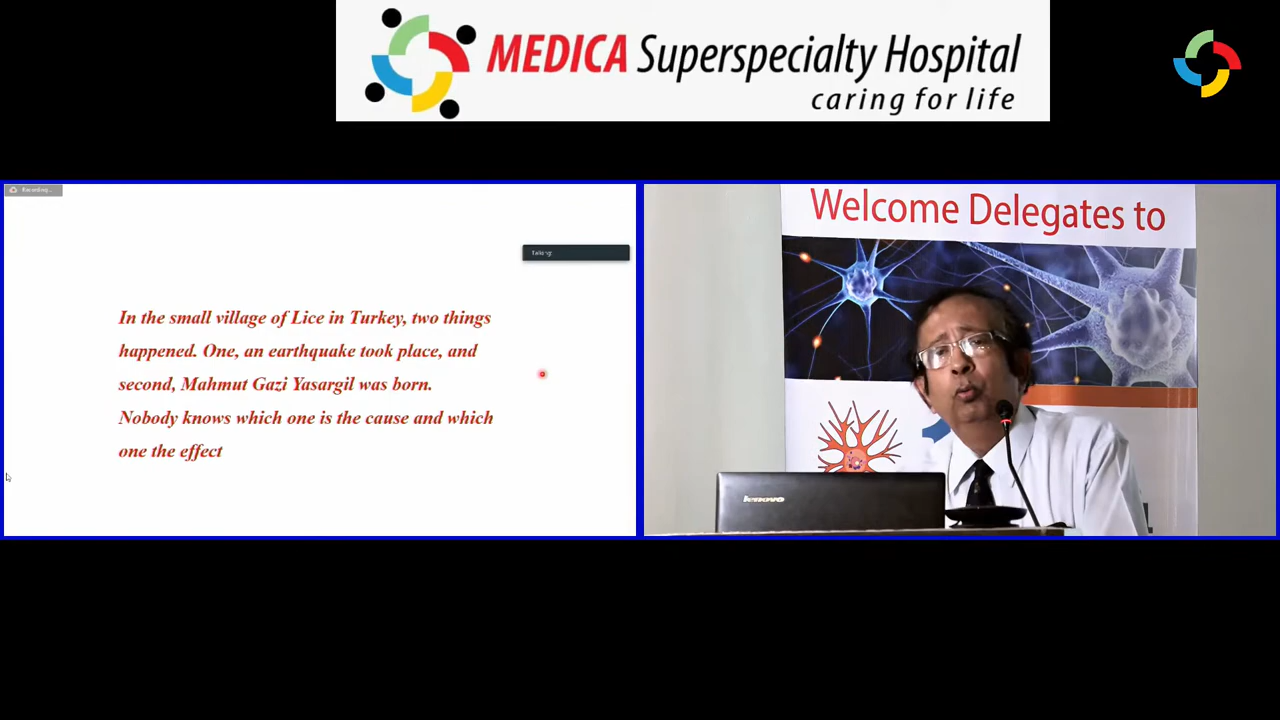 MEDICA Superspecialty Hospital
caring for life
Recording...
Talking:
In the small village of Lice in Turkey, two things
happened. One, an earthquake took place, and
second, Mahmut Gazi Yasargil was born.
Nobody knows which one is the cause and which
one the effect
Welcome Delegates to
lenovo